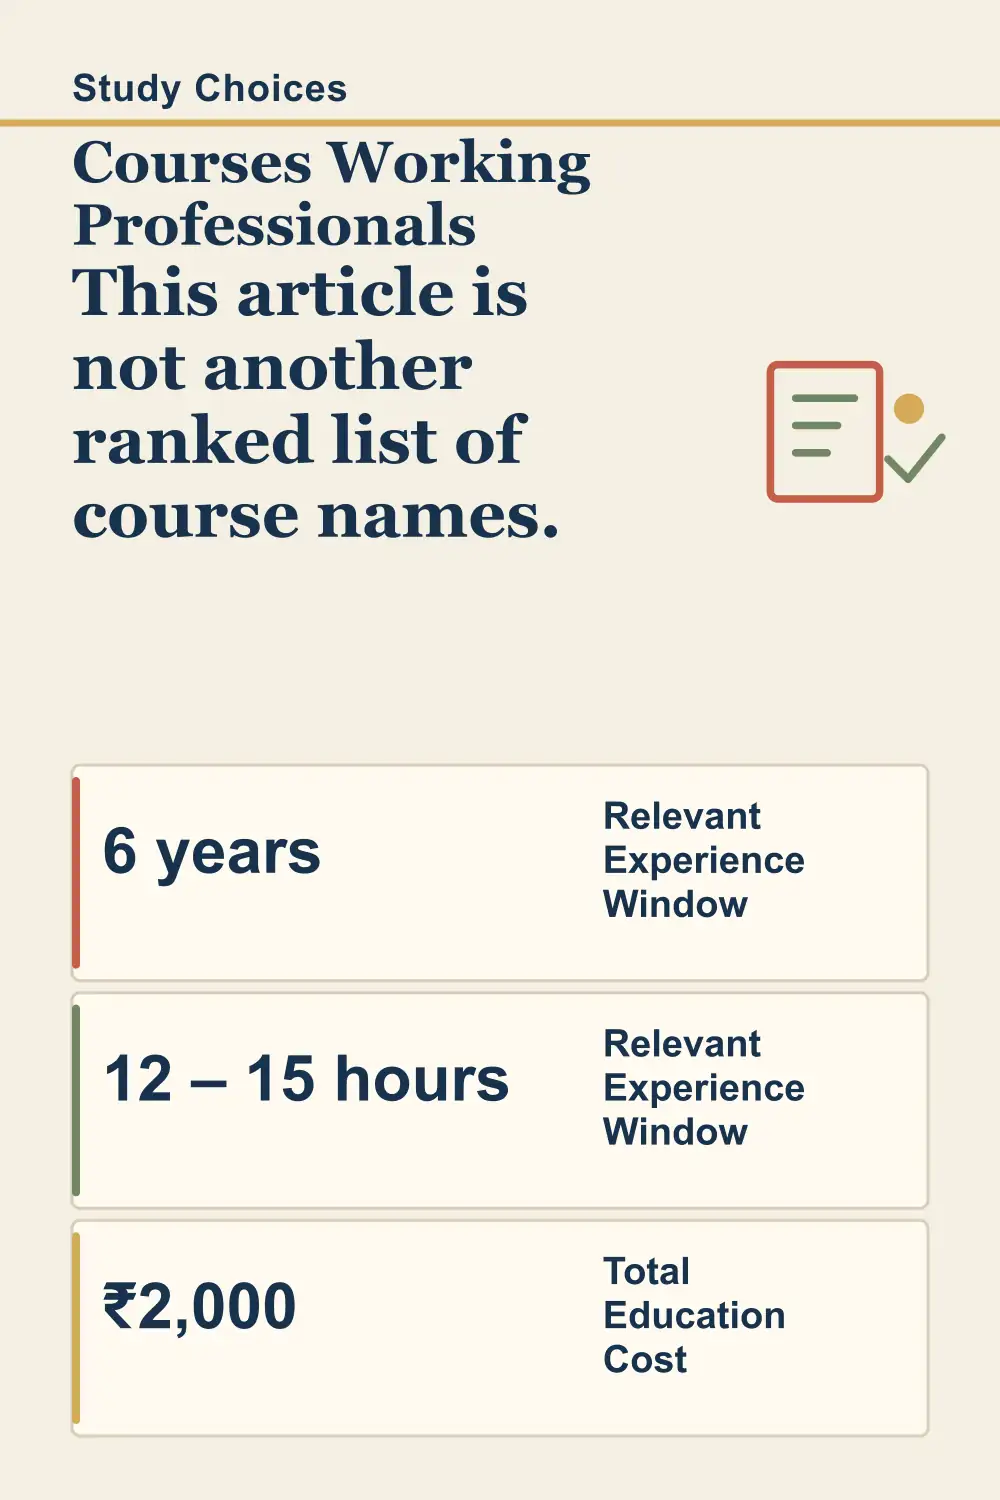 Study Choices
Courses Working
Professionals
This article is
not another
ranked list of
course names.
6 years
Relevant
Experience
Window
12 – 15 hours
Relevant
Experience
Window
₹2,000
Total
Education
Cost